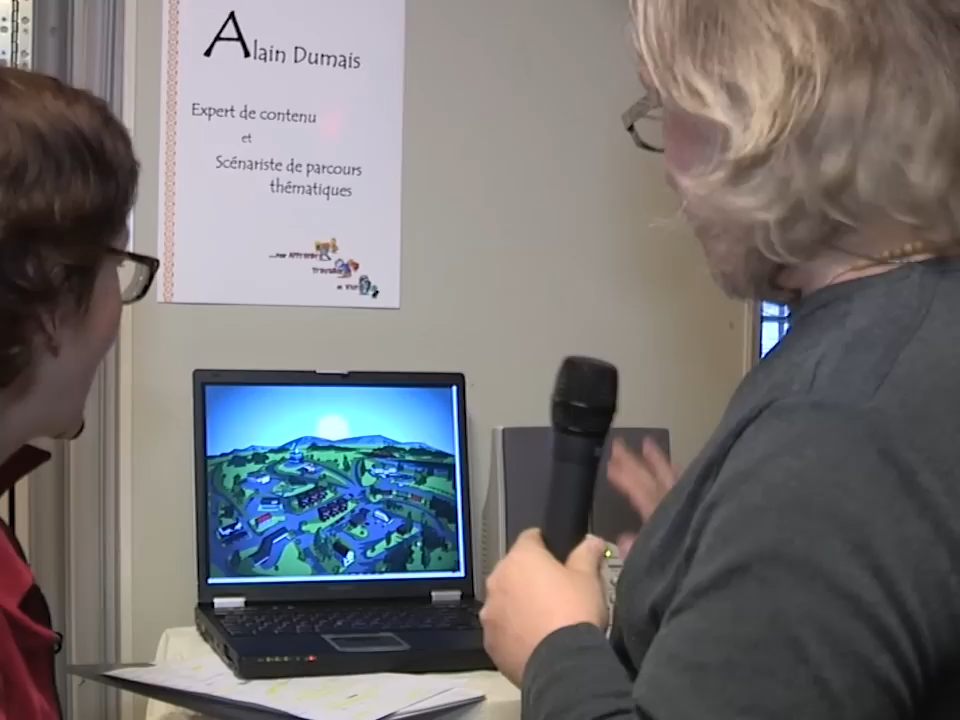 Alain Dumais
Expert de contenu
et
Scénariste de parcours
thématiques